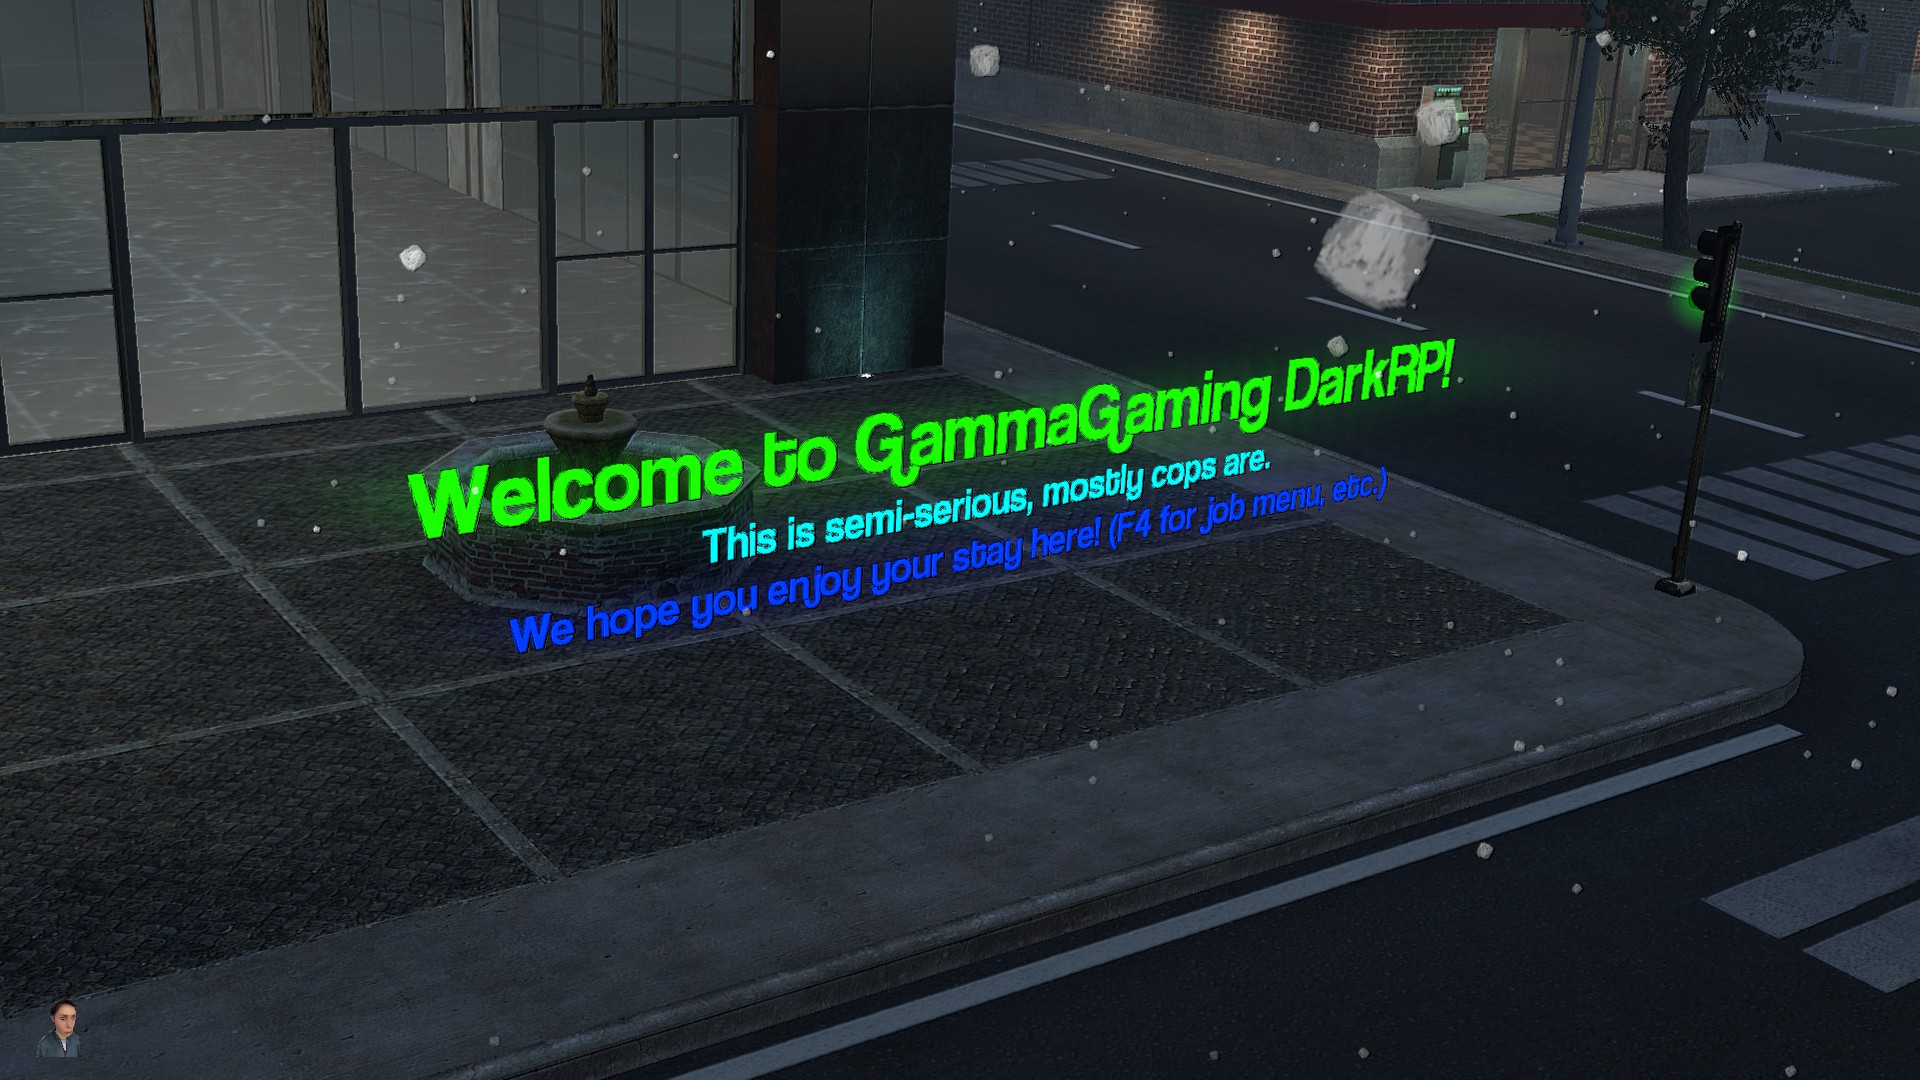 Welcome to GammaGaming DarkRP!
This is semi-serious, mostly cops are.
We hope you enjoy your stay here! (F4 for job menu, etc.)